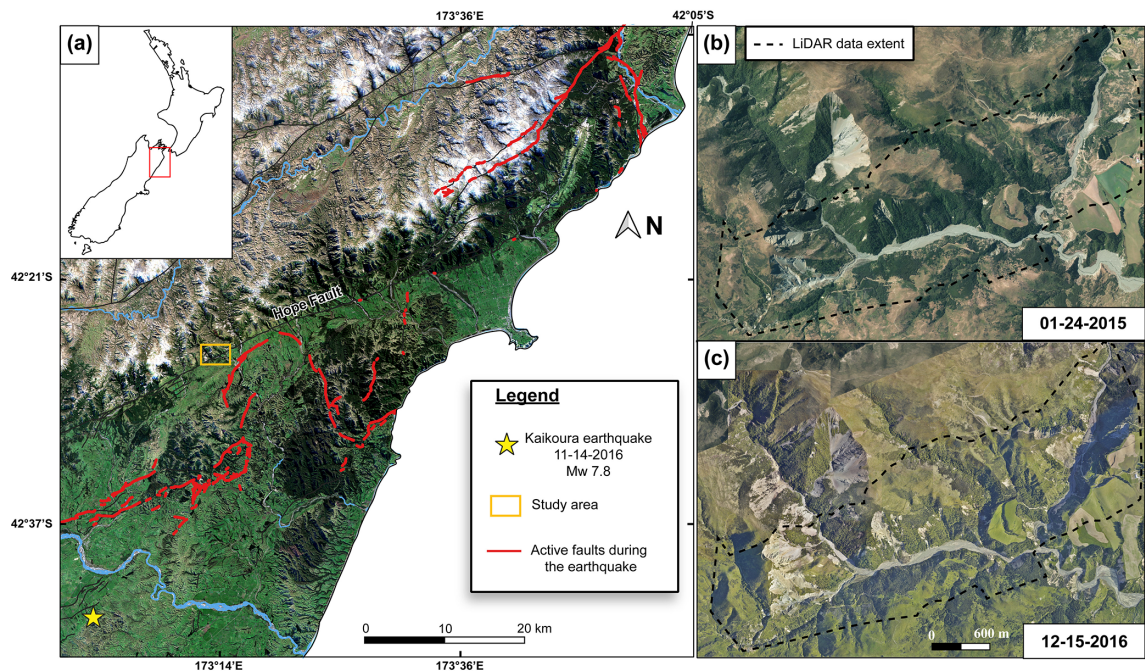 173°36'E
42°05'S
(a)
N
42°21'S
Hope Fault
Legend
Kaikoura earthquake
11-14-2016
Mw 7.8
Study area
Active faults during
the earthquake
42°37'S
0 10 20 km
173°14'E
173°36'E
(b)
LiDAR data extent
01-24-2015
(c)
0 600 m
12-15-2016